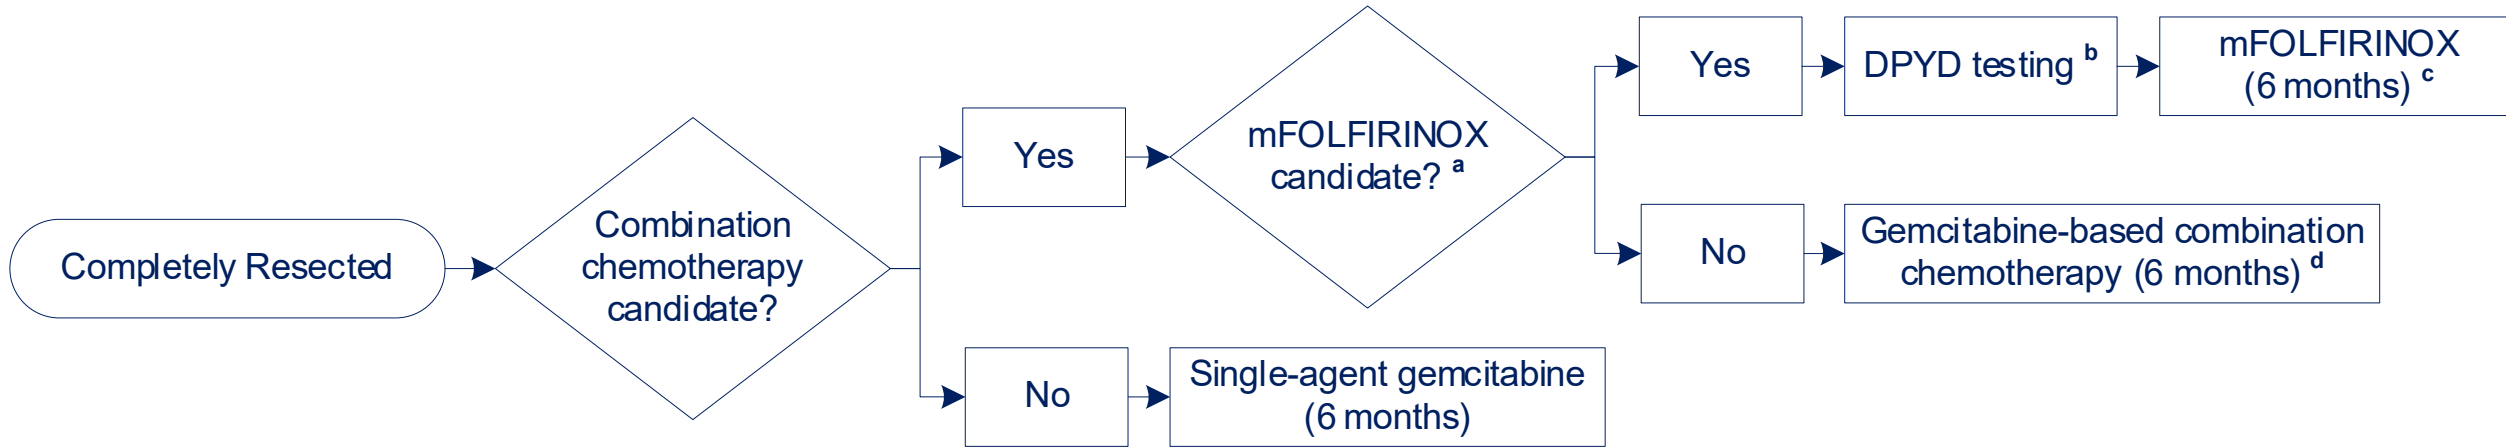 Completely Resected
Combination
chemotherapy
candidate?
Yes
mFOLFIRINOX
candidate? a
Yes
DPYD testing b
mFOLFIRINOX
(6 months) c
No
Gemcitabine-based combination
chemotherapy (6 months) d
No
Single-agent gemcitabine
(6 months)